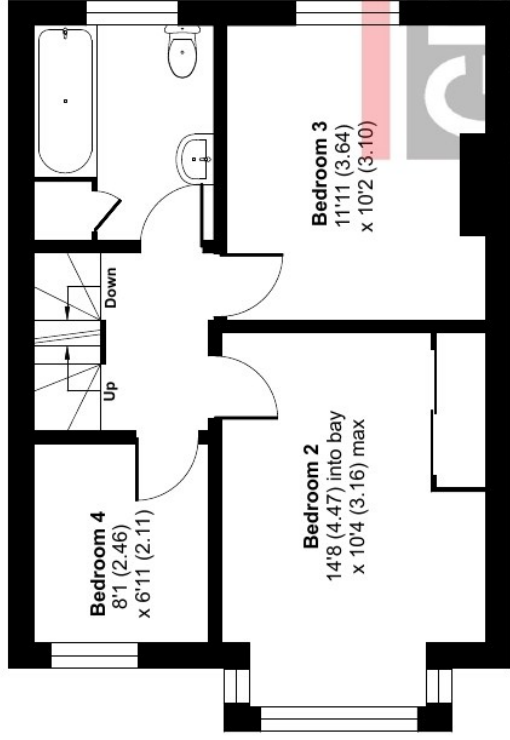 Bedroom 3
11'11 (3.64)
x 10'2 (3.10)
Down
Up
Bedroom 2
14'8 (4.47) into bay
x 10'4 (3.16) max
Bedroom 4
8'1 (2.46)
x 6'11 (2.11)